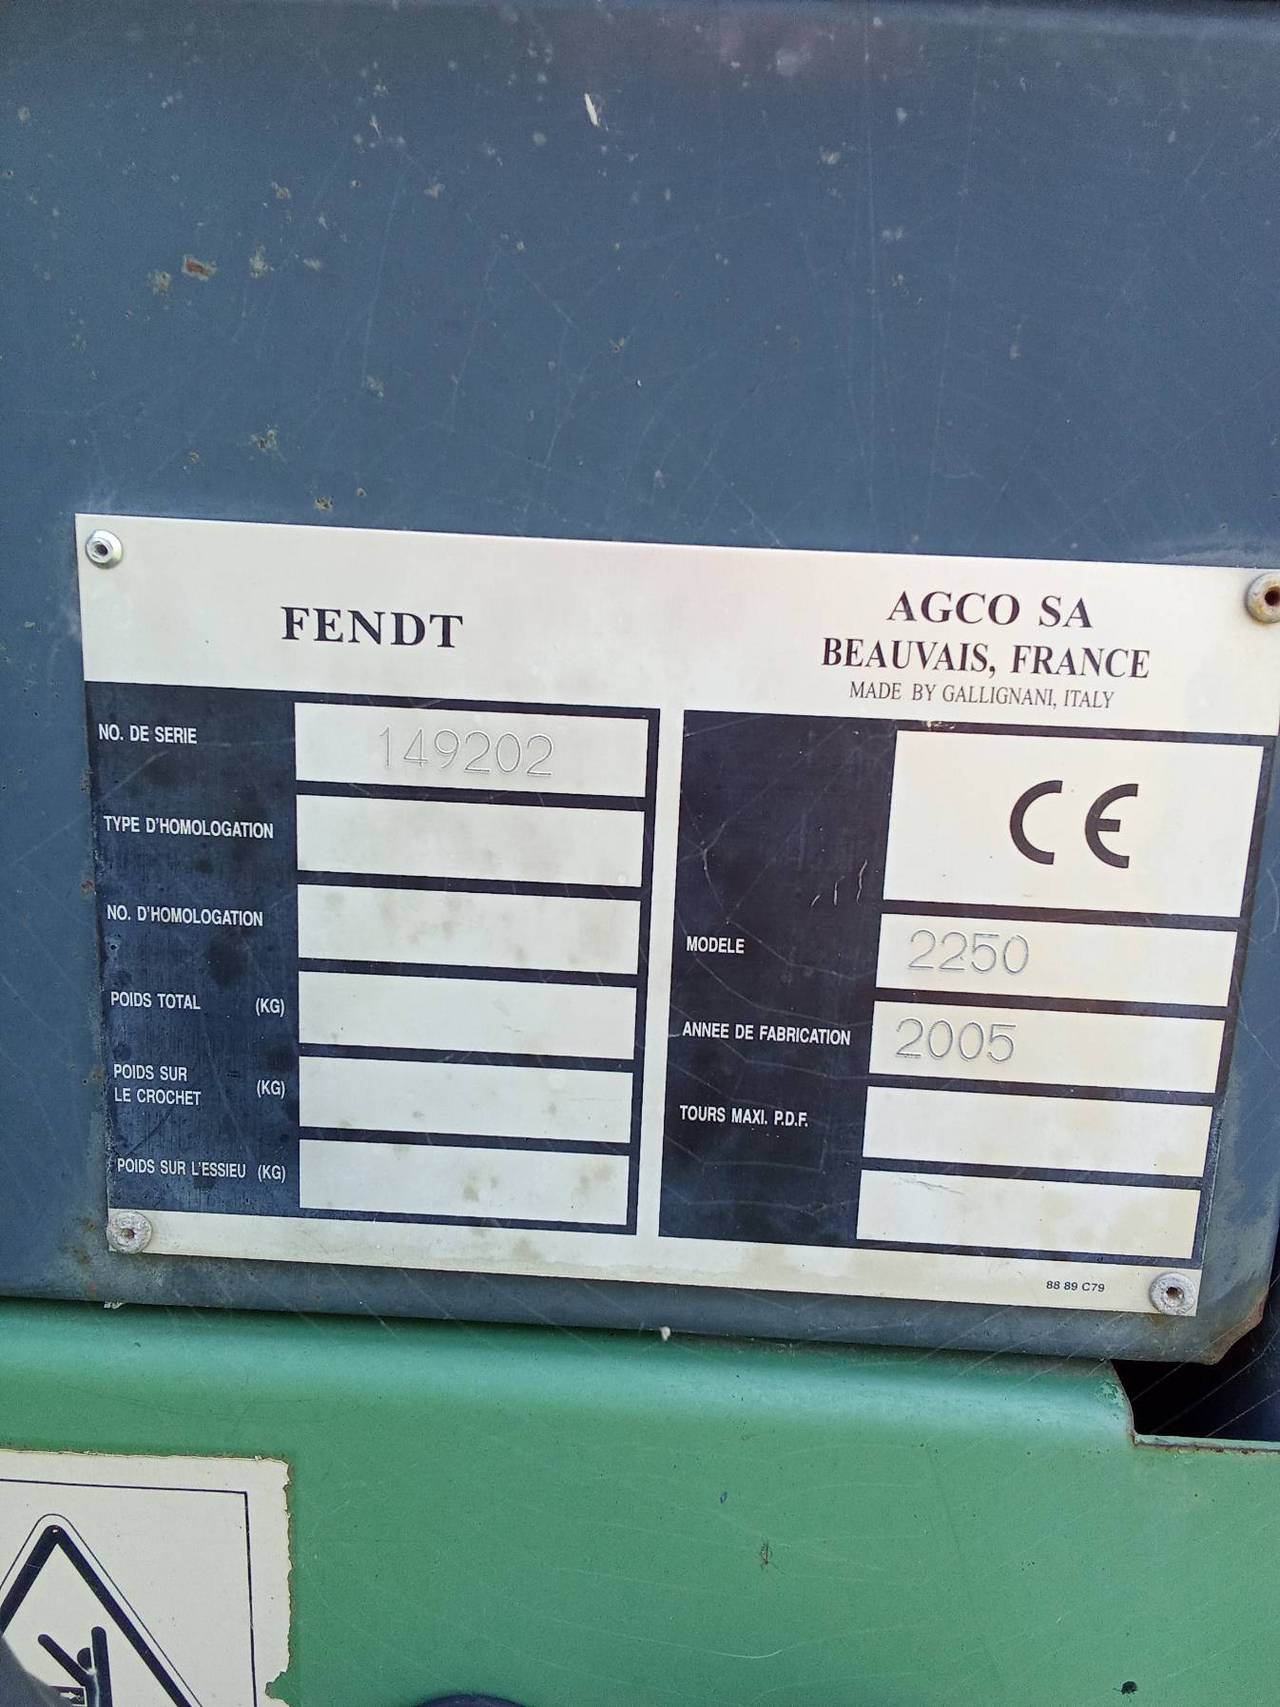 FENDT
AGCO SA
BEAUVAIS, FRANCE
MADE BY GALLIGNANI, ITALY
NO. DE SERIE 149202
TYPE D'HOMOLOGATION
NO. D'HOMOLOGATION
POIDS TOTAL (KG)
POIDS SUR
LE CROCHET (KG)
POIDS SUR L'ESSIEU (KG)
CE
MODELE 2250
ANNEE DE FABRICATION 2005
TOURS MAXI. P.D.F.
88 89 C79